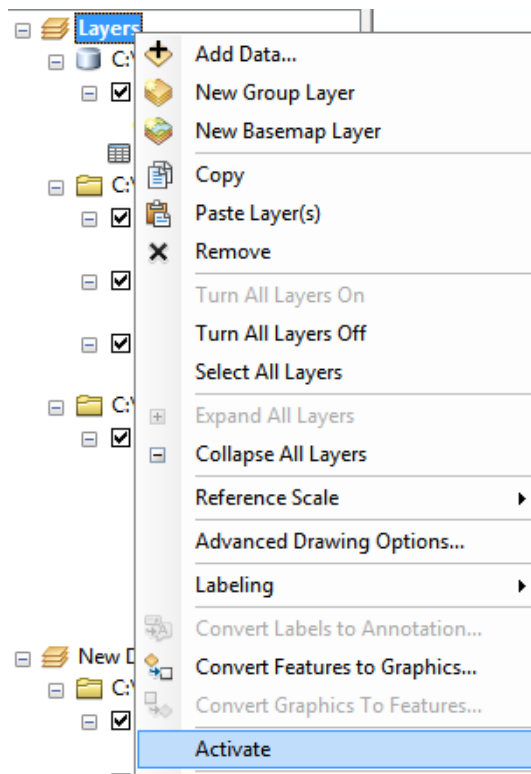 Layers
C:\
Add Data...
New Group Layer
New Basemap Layer
Copy
C:\
Paste Layer(s)
Remove
Turn All Layers On
Turn All Layers Off
Select All Layers
C:\
Expand All Layers
Collapse All Layers
Reference Scale
Advanced Drawing Options...
Labeling
Convert Labels to Annotation...
New
Convert Features to Graphics...
C:\
Convert Graphics To Features...
Activate